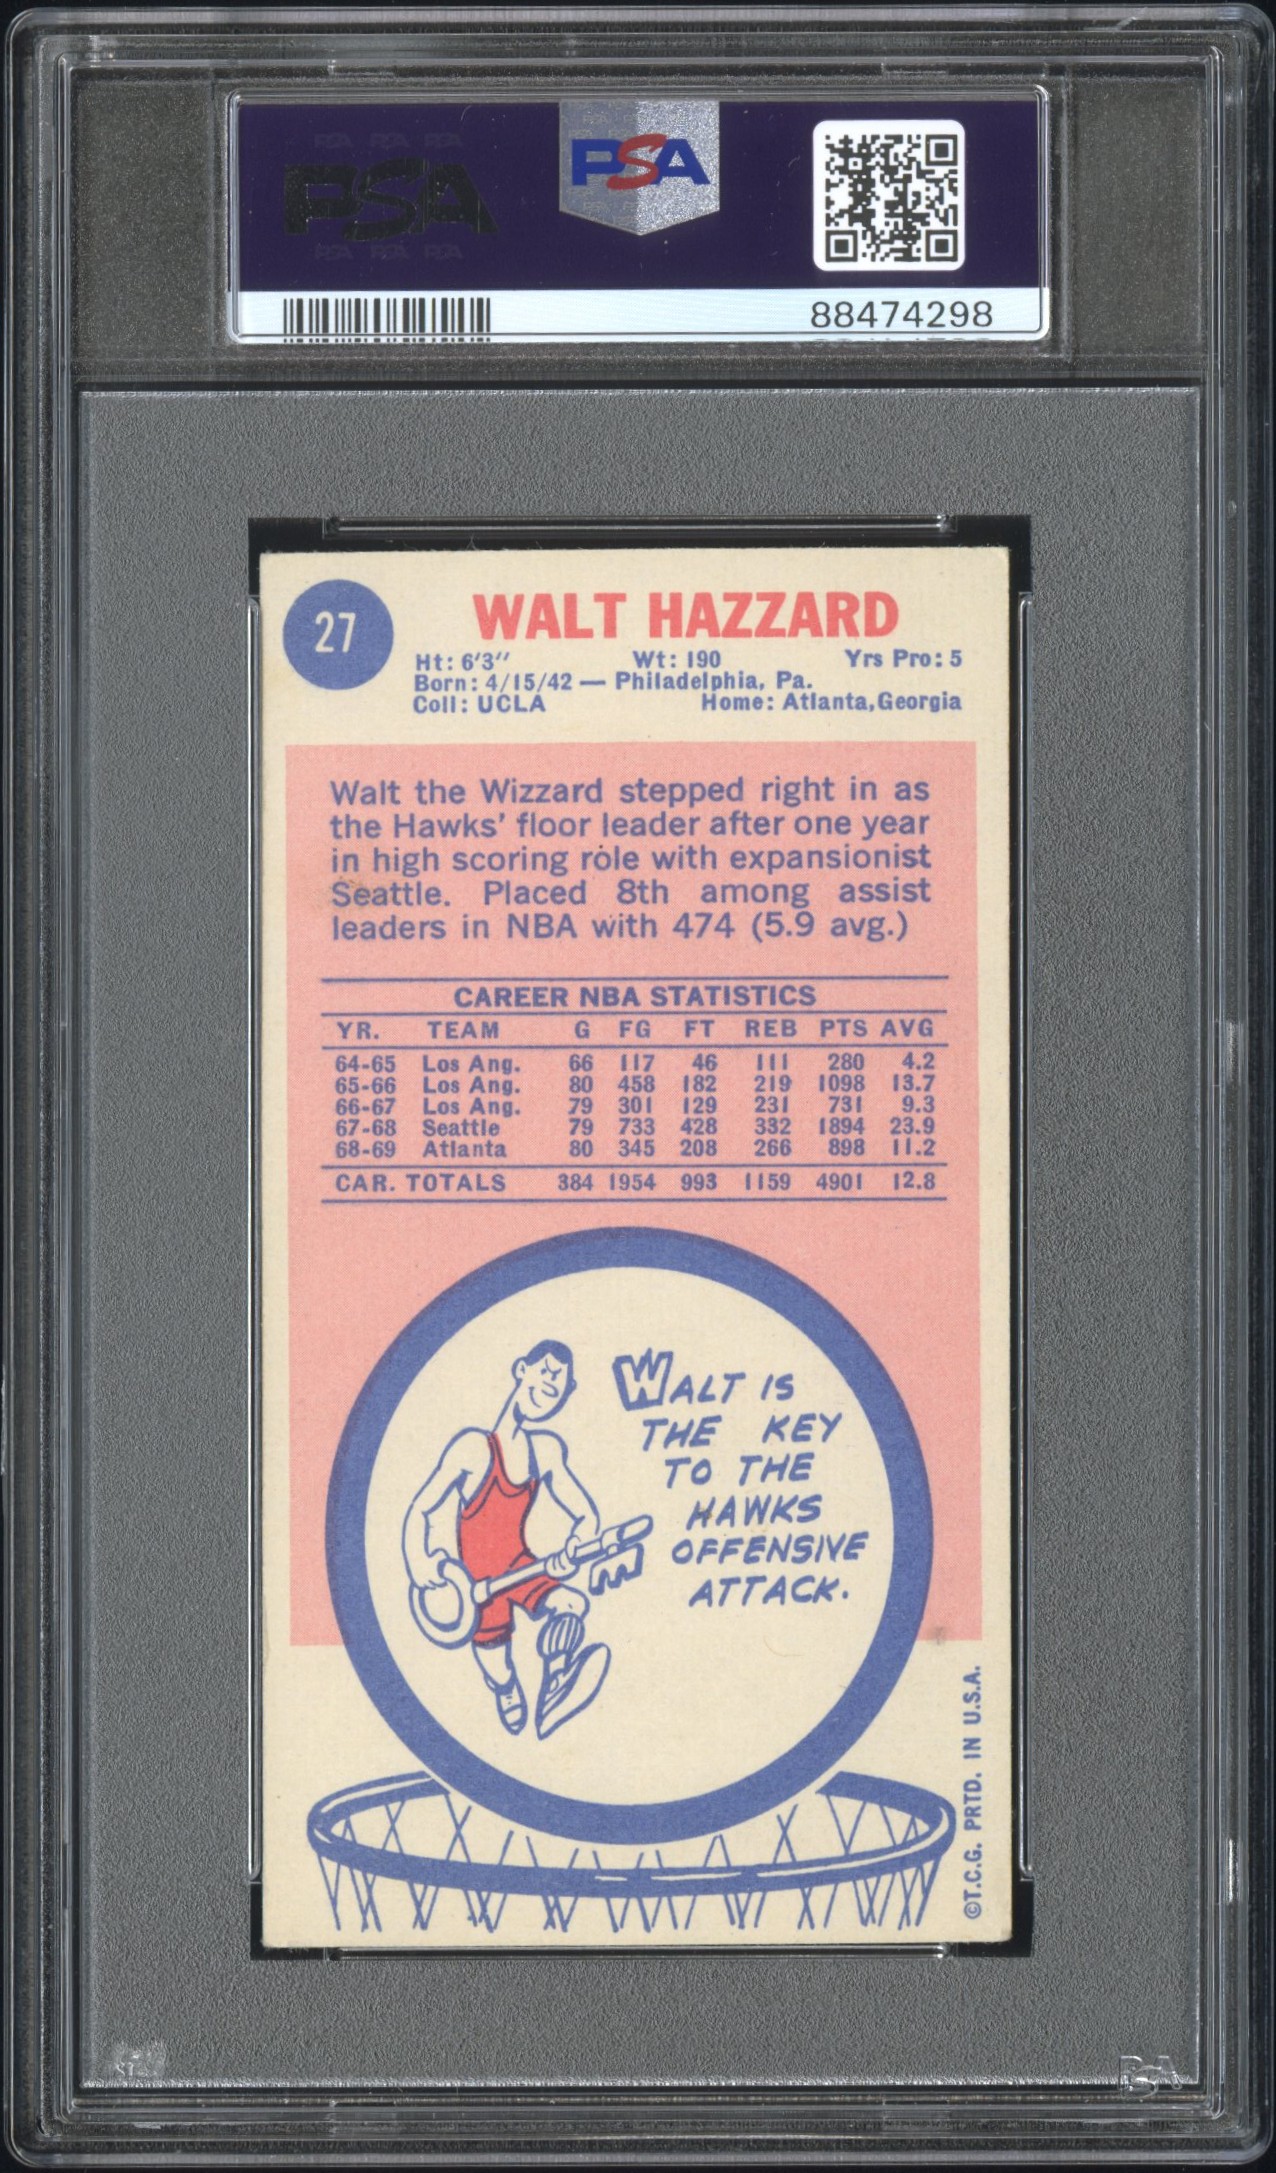 PSA
PSA
88474298
27
WALT HAZZARD
Ht: 6'3" Wt: 190 Yrs Pro: 5
Born: 4/15/42 — Philadelphia, Pa.
Coll: UCLA Home: Atlanta, Georgia
Walt the Wizzard stepped right in as
the Hawks' floor leader after one year
in high scoring role with expansionist
Seattle. Placed 8th among assist
leaders in NBA with 474 (5.9 avg.)
CAREER NBA STATISTICS
YR. TEAM G FG FT REB PTS AVG
64-65 Los Ang. 66 117 46 111 280 4.2
65-66 Los Ang. 80 458 182 219 1098 13.7
66-67 Los Ang. 79 301 129 231 731 9.3
67-68 Seattle 79 733 428 332 1894 23.9
68-69 Atlanta 80 345 208 266 898 11.2
CAR. TOTALS 384 1954 993 1159 4901 12.8
WALT IS
THE KEY
TO THE
HAWKS
OFFENSIVE
ATTACK.
©T.C.G. PRTD. IN U.S.A.
PSA